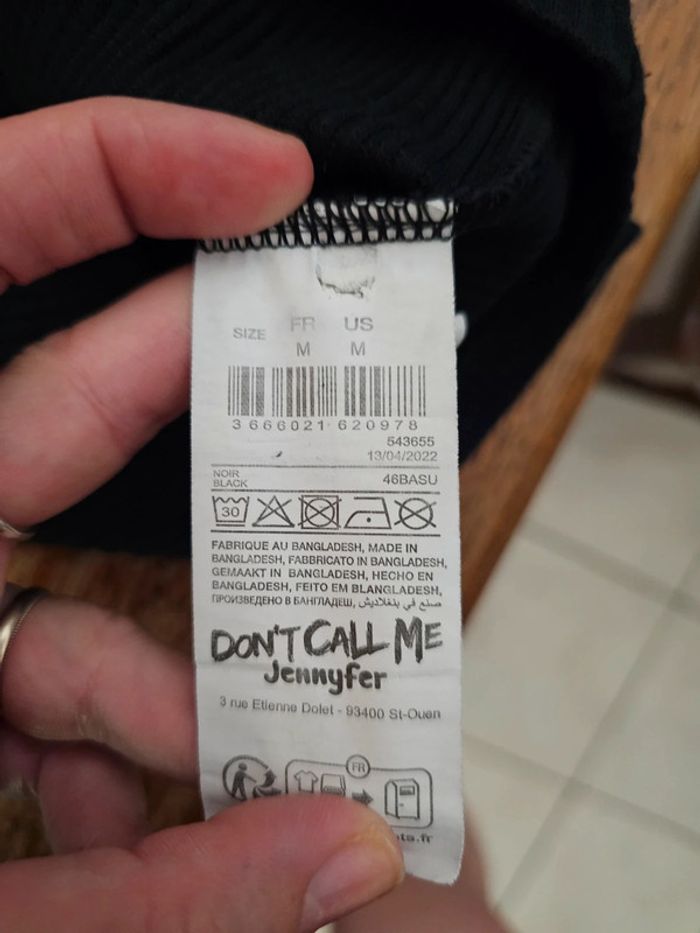 FR US
SIZE
M M
3 666021 620978
543655
13/04/2022
NOIR
BLACK 46BASU
30
FABRIQUE AU BANGLADESH, MADE IN
BANGLADESH, FABBRICATO IN BANGLADESH,
GEMAAKT IN BANGLADESH, HECHO EN
BANGLADESH, FEITO EM BLANGLADESH,
ПРОИЗВЕДЕНО В БАНГЛАДЕШ, صنع في بنغلاديش
DON'T CALL ME
Jennyfer
3 rue Etienne Dolet - 93400 St-Ouen
FR
ts.fr